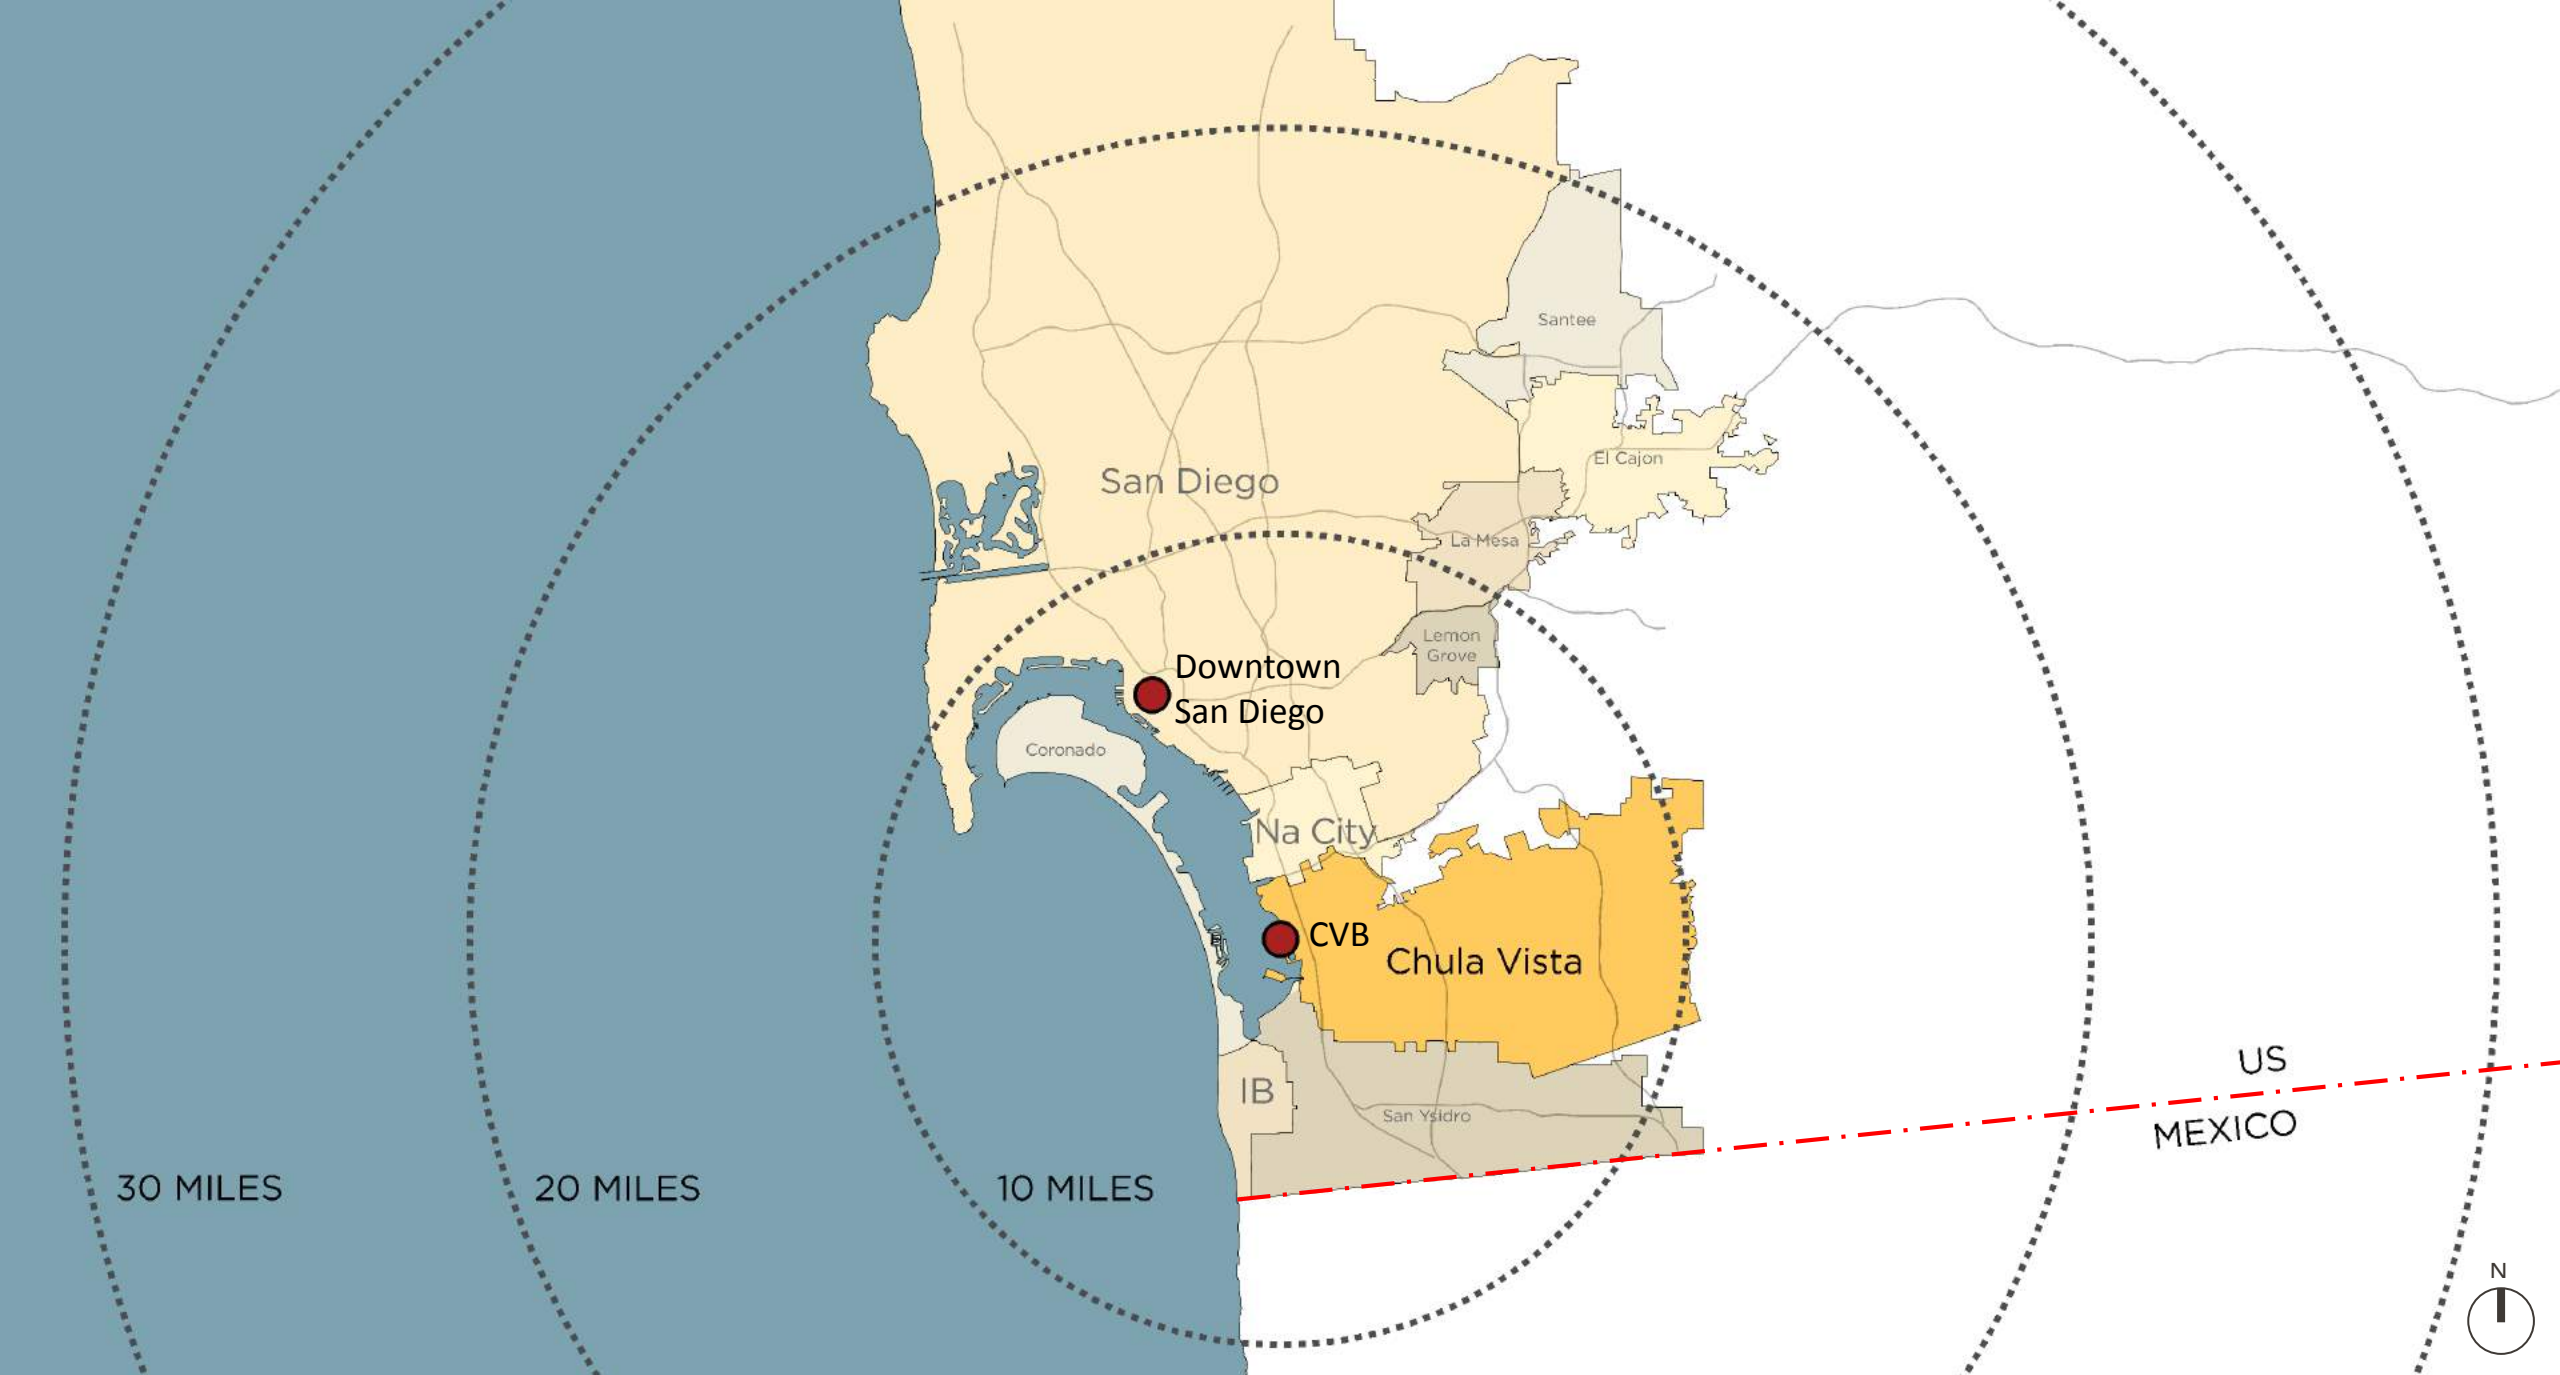 Santee
El Cajon
San Diego
La Mesa
Lemon
Grove
Downtown
San Diego
Coronado
Na City
CVB
Chula Vista
US
IB
San Ysidro
MEXICO
30 MILES
20 MILES
10 MILES
N